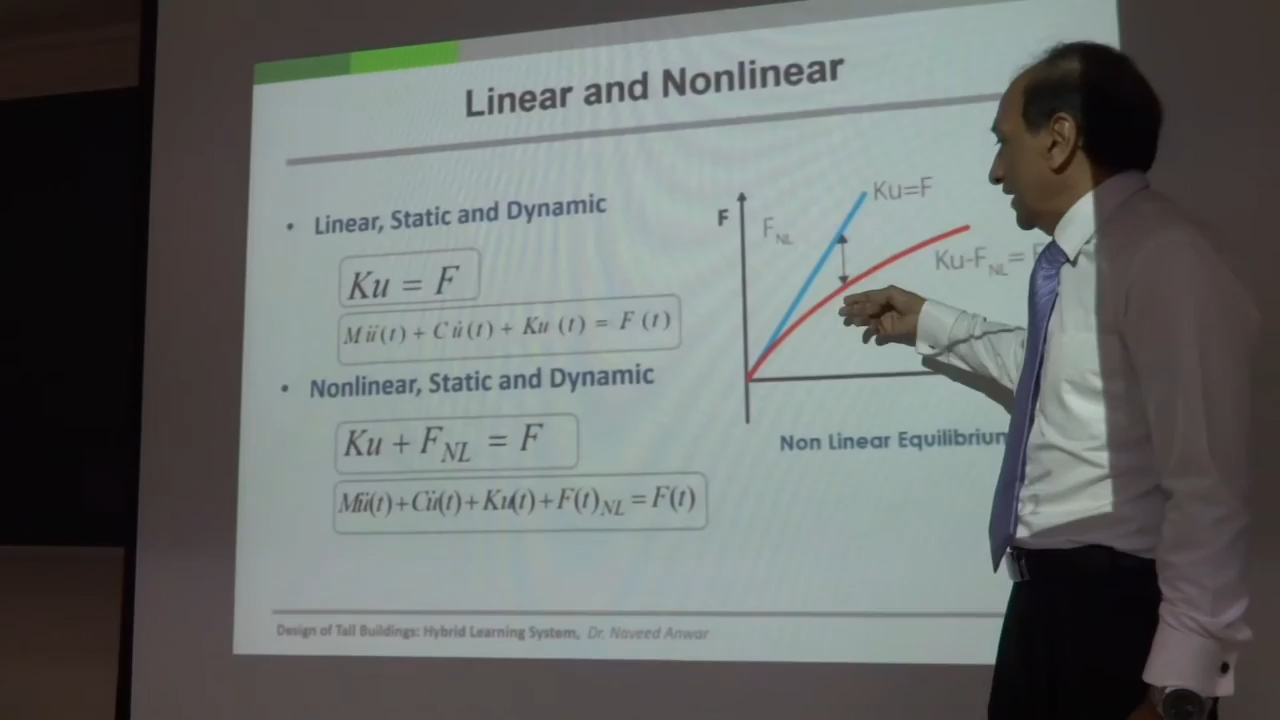 Linear and Nonlinear
• Linear, Static and Dynamic
Ku = F
Mü(t) + Cu̇(t) + Ku (t) = F (t)
• Nonlinear, Static and Dynamic
Ku + F_NL = F
Mü(t)+Cu̇(t)+Ku(t)+F(t)_NL = F(t)
F
F_NL
Ku=F
Ku-F_NL=
Non Linear
Design of Tall Buildings: Hybrid Learning System, Dr. Naveed Anwar